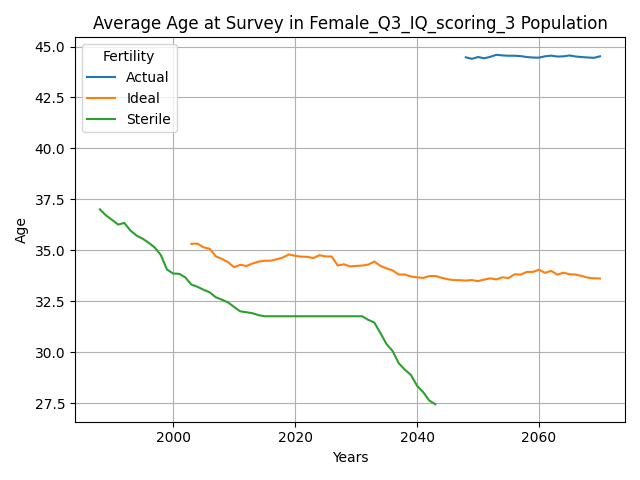 Average Age at Survey in Female_Q3_IQ_scoring_3 Population
45.0
42.5
40.0
37.5
35.0
32.5
30.0
27.5
Age
Fertility
Actual
Ideal
Sterile
2000 2020 2040 2060
Years